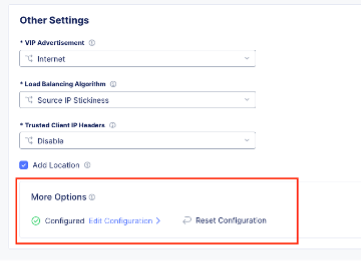 Other Settings
* VIP Advertisement
Internet
* Load Balancing Algorithm
Source IP Stickiness
* Trusted Client IP Headers
Disable
Add Location
More Options
Configured Edit Configuration > Reset Configuration